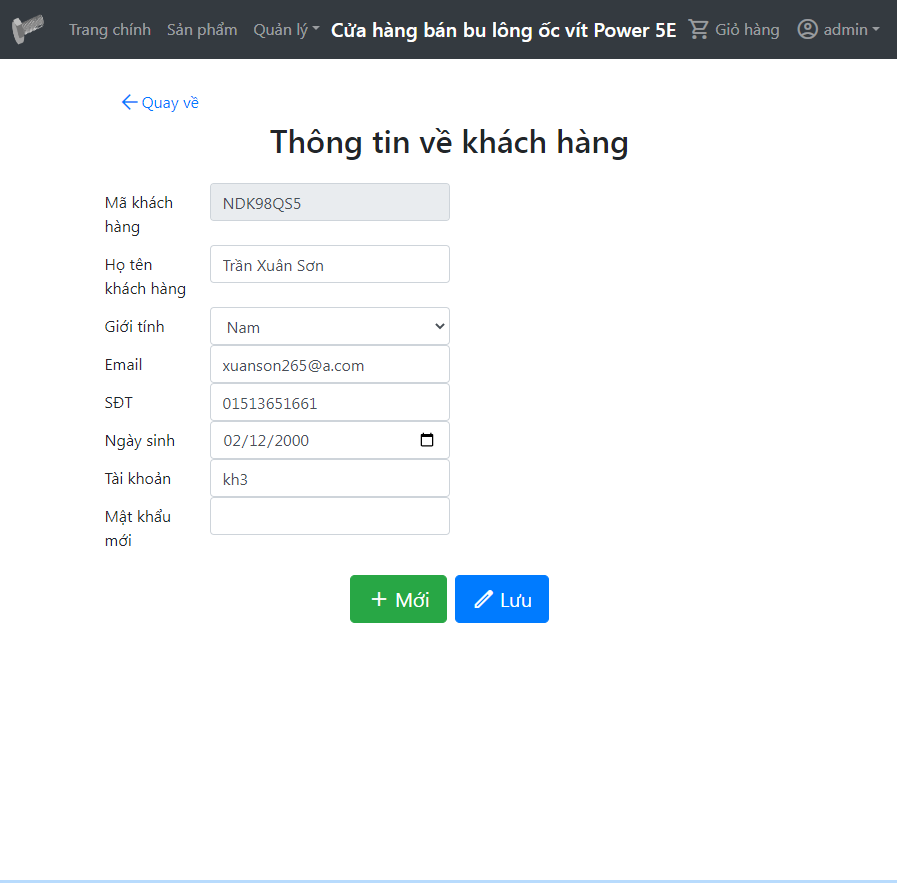 Trang chính Sản phẩm Quản lý Cửa hàng bán bu lông ốc vít Power 5E Giỏ hàng admin
Quay về
Thông tin về khách hàng
Mã khách hàng
NDK98QS5
Họ tên khách hàng
Trần Xuân Sơn
Giới tính
Nam
Email
xuanson265@a.com
SĐT
01513651661
Ngày sinh
02/12/2000
Tài khoản
kh3
Mật khẩu mới
Mới
Lưu